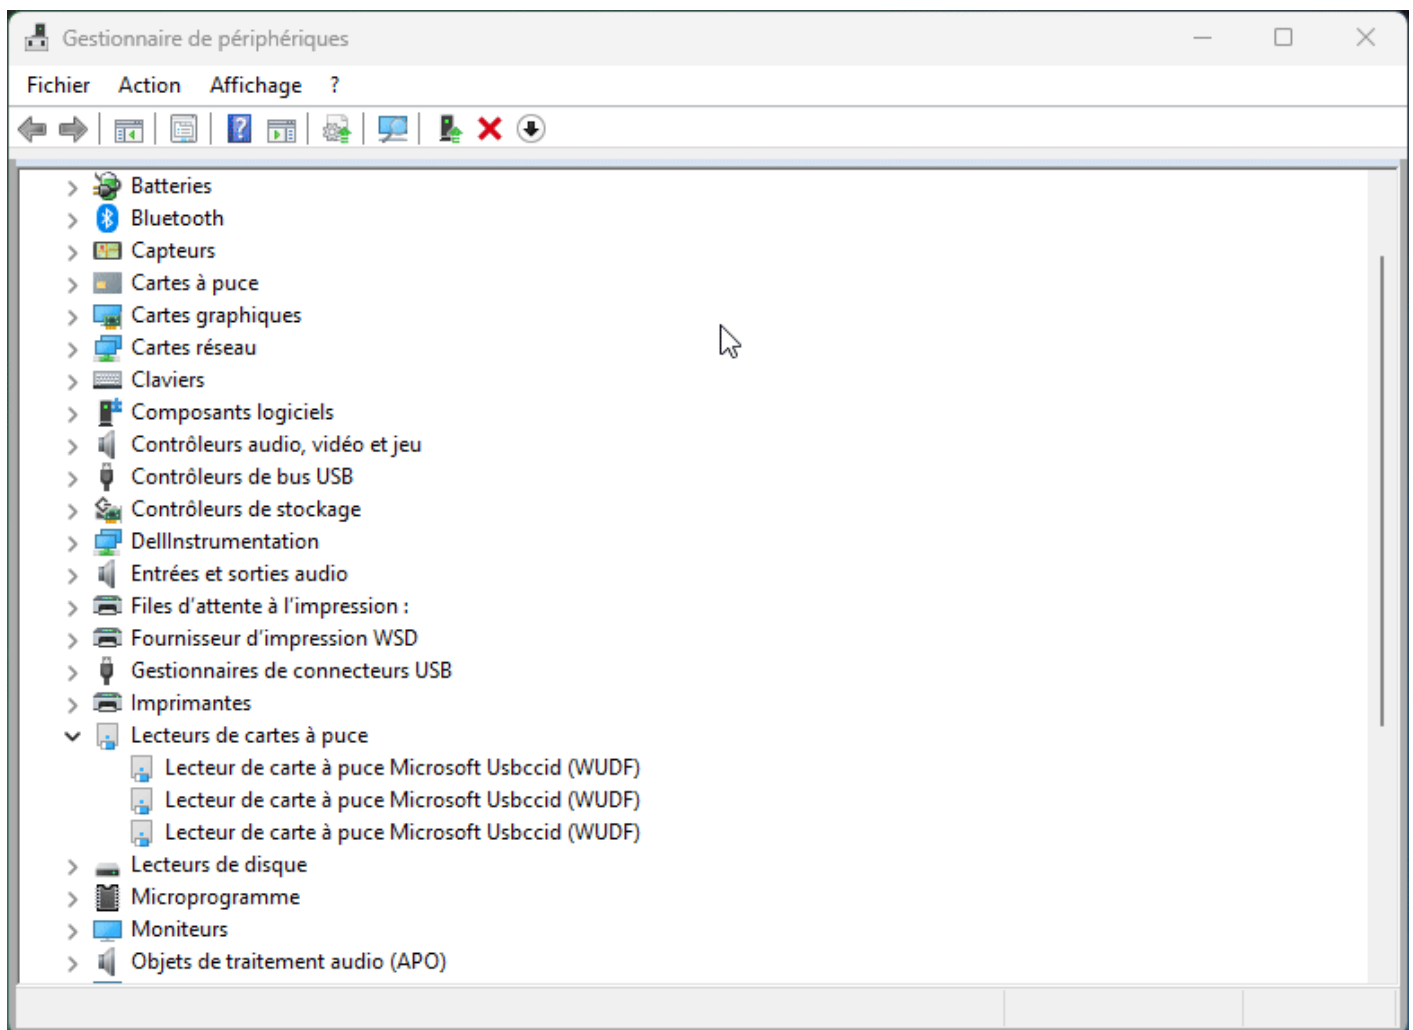 Gestionnaire de périphériques
Fichier Action Affichage ?
Batteries
Bluetooth
Capteurs
Cartes à puce
Cartes graphiques
Cartes réseau
Claviers
Composants logiciels
Contrôleurs audio, vidéo et jeu
Contrôleurs de bus USB
Contrôleurs de stockage
DellInstrumentation
Entrées et sorties audio
Files d'attente à l'impression :
Fournisseur d'impression WSD
Gestionnaires de connecteurs USB
Imprimantes
Lecteurs de cartes à puce
Lecteur de carte à puce Microsoft Usbccid (WUDF)
Lecteur de carte à puce Microsoft Usbccid (WUDF)
Lecteur de carte à puce Microsoft Usbccid (WUDF)
Lecteurs de disque
Microprogramme
Moniteurs
Objets de traitement audio (APO)